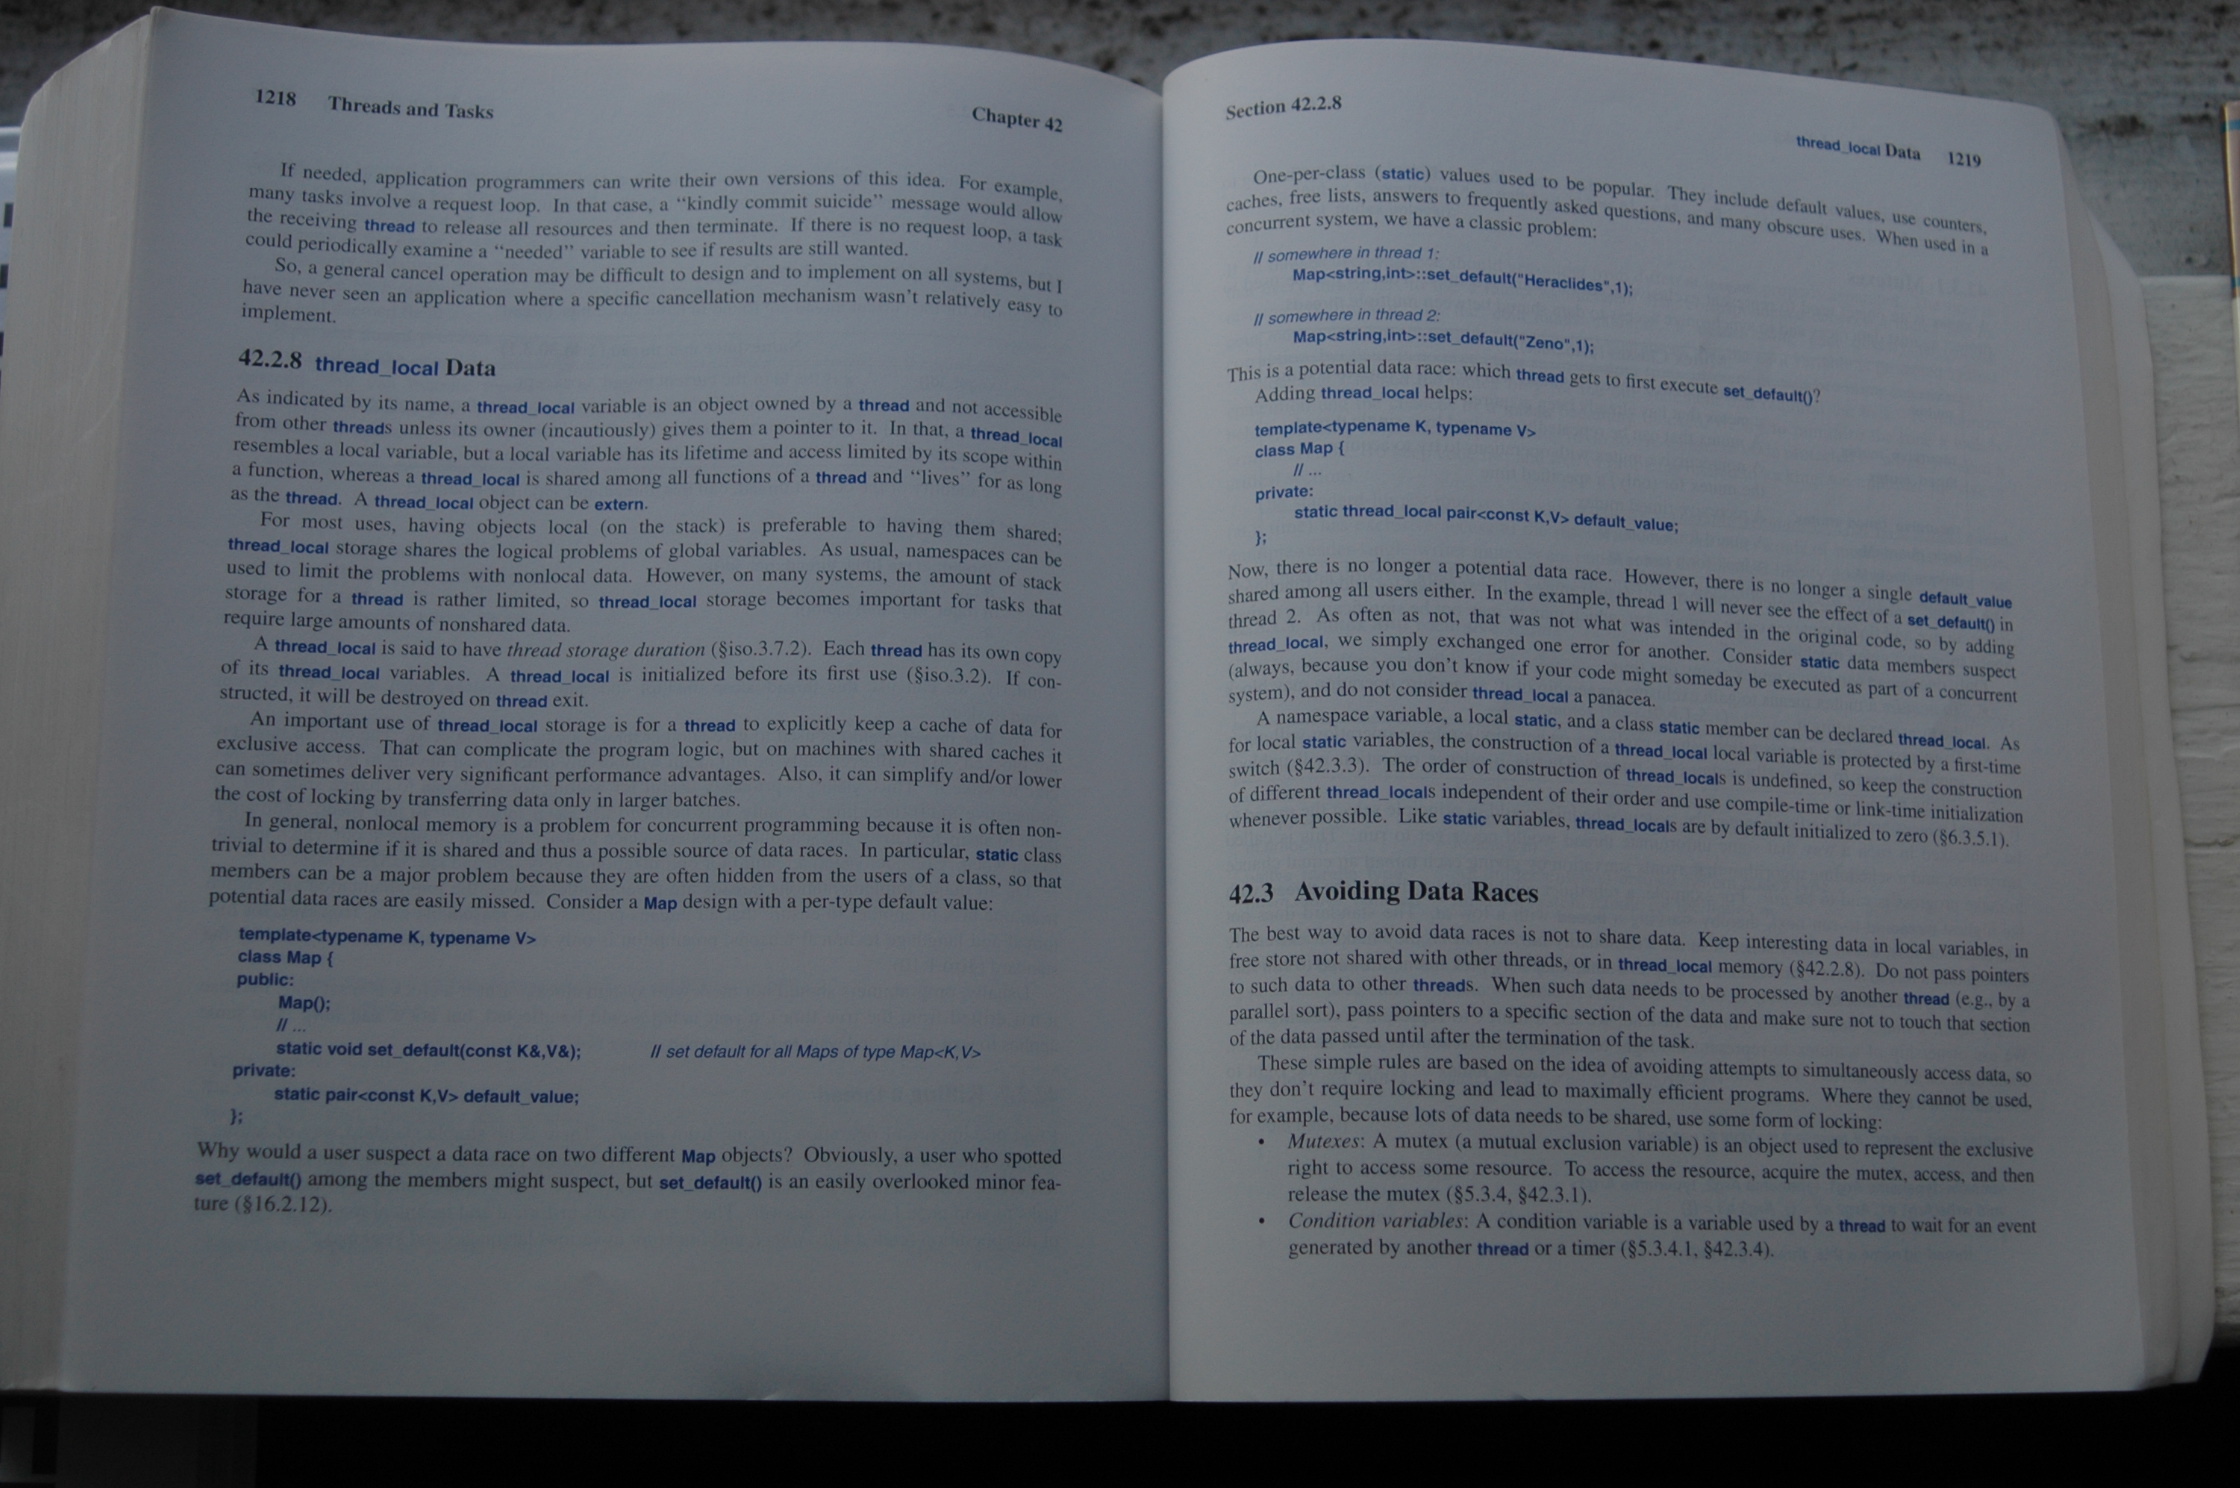 1218 Threads and Tasks Chapter 42
If needed, application programmers can write their own versions of this idea. For example,
many tasks involve a request loop. In that case, a “kindly commit suicide” message would allow
the receiving thread to release all resources and then terminate. If there is no request loop, a task
could periodically examine a “needed” variable to see if results are still wanted.
So, a general cancel operation may be difficult to design and to implement on all systems, but I
have never seen an application where a specific cancellation mechanism wasn’t relatively easy to
implement.
42.2.8 thread_local Data
As indicated by its name, a thread_local variable is an object owned by a thread and not accessible
from other threads unless its owner (incautiously) gives them a pointer to it. In that, a thread_local
resembles a local variable, but a local variable has its lifetime and access limited by its scope within
a function, whereas a thread_local is shared among all functions of a thread and “lives” for as long
as the thread. A thread_local object can be extern.
For most uses, having objects local (on the stack) is preferable to having them shared;
thread_local storage shares the logical problems of global variables. As usual, namespaces can be
used to limit the problems with nonlocal data. However, on many systems, the amount of stack
storage for a thread is rather limited, so thread_local storage becomes important for tasks that
require large amounts of nonshared data.
A thread_local is said to have thread storage duration (§iso.3.7.2). Each thread has its own copy
of its thread_local variables. A thread_local is initialized before its first use (§iso.3.2). If con-
structed, it will be destroyed on thread exit.
An important use of thread_local storage is for a thread to explicitly keep a cache of data for
exclusive access. That can complicate the program logic, but on machines with shared caches it
can sometimes deliver very significant performance advantages. Also, it can simplify and/or lower
the cost of locking by transferring data only in larger batches.
In general, nonlocal memory is a problem for concurrent programming because it is often non-
trivial to determine if it is shared and thus a possible source of data races. In particular, static class
members can be a major problem because they are often hidden from the users of a class, so that
potential data races are easily missed. Consider a Map design with a per-type default value:
template<typename K, typename V>
class Map {
public:
Map();
// ...
static void set_default(const K&,V&); // set default for all Maps of type Map<K,V>
private:
static pair<const K,V> default_value;
};
Why would a user suspect a data race on two different Map objects? Obviously, a user who spotted
set_default() among the members might suspect, but set_default() is an easily overlooked minor fea-
ture (§16.2.12).
Section 42.2.8 thread_local Data 1219
One-per-class (static) values used to be popular. They include default values, use counters,
caches, free lists, answers to frequently asked questions, and many obscure uses. When used in a
concurrent system, we have a classic problem:
// somewhere in thread 1:
Map<string,int>::set_default("Heraclides",1);
// somewhere in thread 2:
Map<string,int>::set_default("Zeno",1);
This is a potential data race: which thread gets to first execute set_default()?
Adding thread_local helps:
template<typename K, typename V>
class Map {
// ...
private:
static thread_local pair<const K,V> default_value;
};
Now, there is no longer a potential data race. However, there is no longer a single default_value
shared among all users either. In the example, thread 1 will never see the effect of a set_default() in
thread 2. As often as not, that was not what was intended in the original code, so by adding
thread_local, we simply exchanged one error for another. Consider static data members suspect
(always, because you don’t know if your code might someday be executed as part of a concurrent
system), and do not consider thread_local a panacea.
A namespace variable, a local static, and a class static member can be declared thread_local. As
for local static variables, the construction of a thread_local local variable is protected by a first-time
switch (§42.3.3). The order of construction of thread_locals is undefined, so keep the construction
of different thread_locals independent of their order and use compile-time or link-time initialization
whenever possible. Like static variables, thread_locals are by default initialized to zero (§6.3.5.1).
42.3 Avoiding Data Races
The best way to avoid data races is not to share data. Keep interesting data in local variables, in
free store not shared with other threads, or in thread_local memory (§42.2.8). Do not pass pointers
to such data to other threads. When such data needs to be processed by another thread (e.g., by a
parallel sort), pass pointers to a specific section of the data and make sure not to touch that section
of the data passed until after the termination of the task.
These simple rules are based on the idea of avoiding attempts to simultaneously access data, so
they don’t require locking and lead to maximally efficient programs. Where they cannot be used,
for example, because lots of data needs to be shared, use some form of locking:
• Mutexes: A mutex (a mutual exclusion variable) is an object used to represent the exclusive
right to access some resource. To access the resource, acquire the mutex, access, and then
release the mutex (§5.3.4, §42.3.1).
• Condition variables: A condition variable is a variable used by a thread to wait for an event
generated by another thread or a timer (§5.3.4.1, §42.3.4).